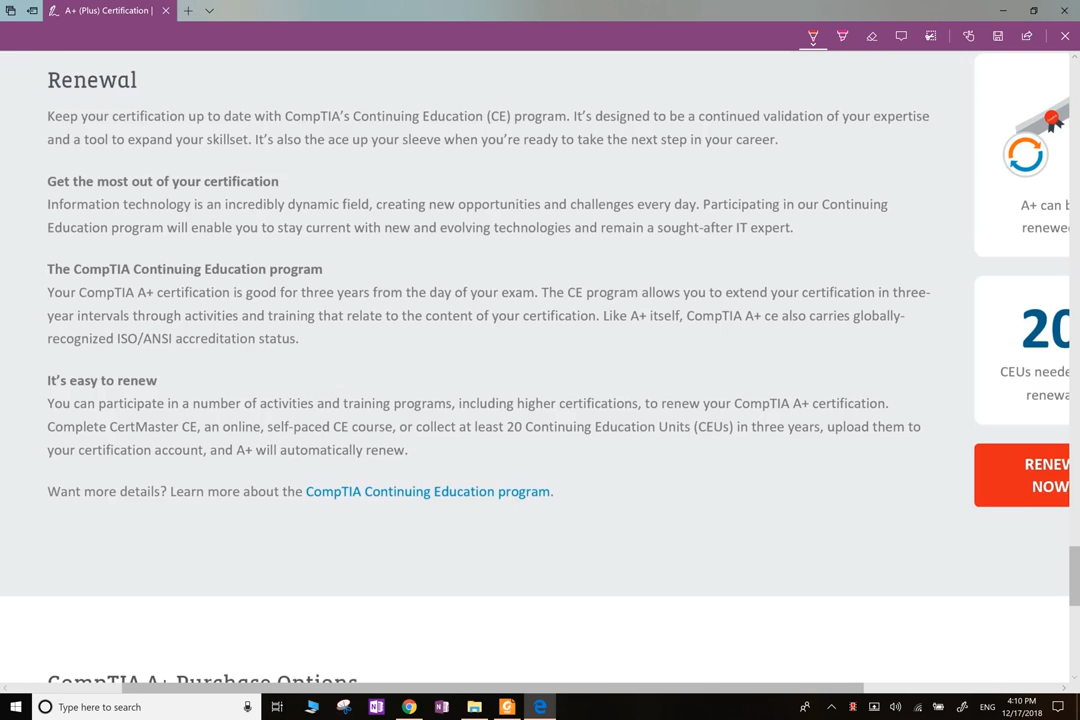 A+ (Plus) Certification |
Renewal
Keep your certification up to date with CompTIA's Continuing Education (CE) program. It's designed to be a continued validation of your expertise
and a tool to expand your skillset. It's also the ace up your sleeve when you're ready to take the next step in your career.
Get the most out of your certification
Information technology is an incredibly dynamic field, creating new opportunities and challenges every day. Participating in our Continuing
Education program will enable you to stay current with new and evolving technologies and remain a sought-after IT expert.
The CompTIA Continuing Education program
Your CompTIA A+ certification is good for three years from the day of your exam. The CE program allows you to extend your certification in three-
year intervals through activities and training that relate to the content of your certification. Like A+ itself, CompTIA A+ ce also carries globally-
recognized ISO/ANSI accreditation status.
It's easy to renew
You can participate in a number of activities and training programs, including higher certifications, to renew your CompTIA A+ certification.
Complete CertMaster CE, an online, self-paced CE course, or collect at least 20 Continuing Education Units (CEUs) in three years, upload them to
your certification account, and A+ will automatically renew.
Want more details? Learn more about the CompTIA Continuing Education program.
A+ can
renewe
20
CEUs neede
renewa
RENEW
NOW
CompTIA A+ Purchase Options
Type here to search
ENG
4:10 PM
12/17/2018